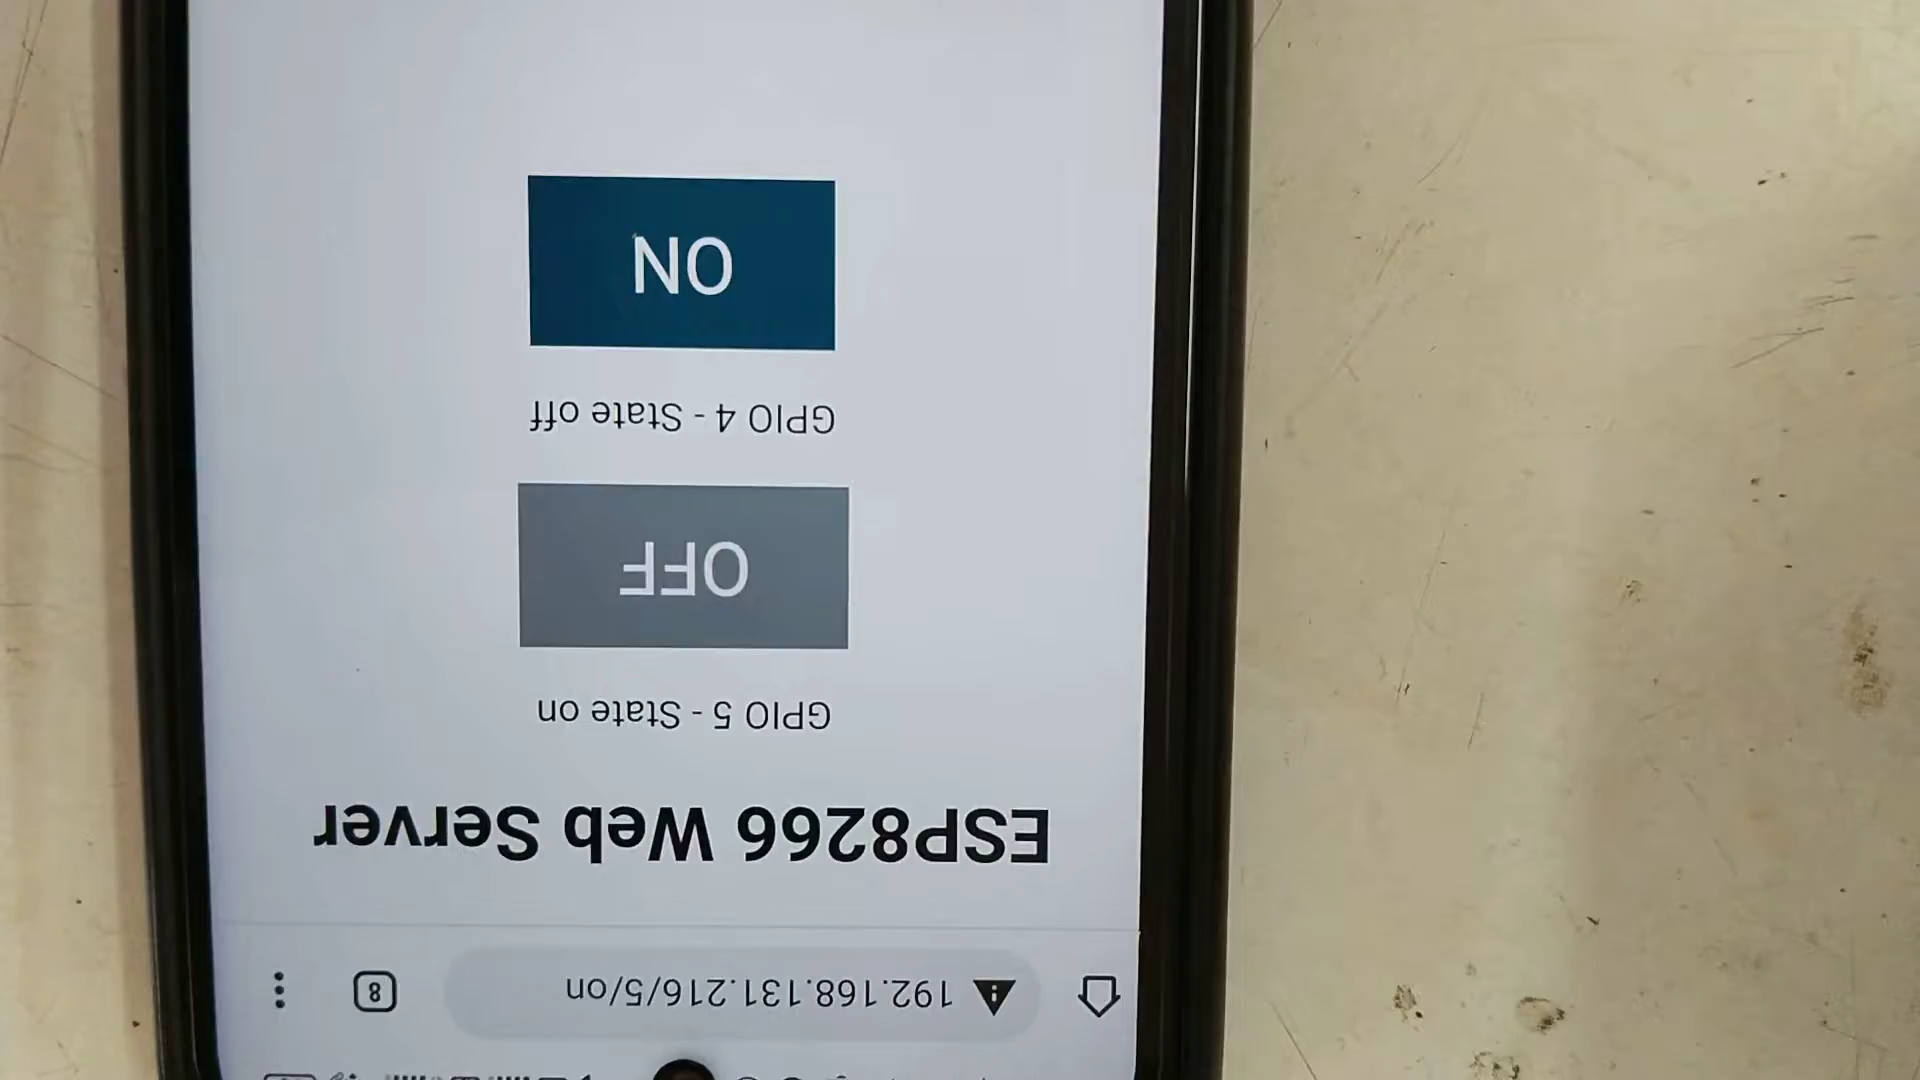 192.168.131.216/5/on
8
ESP8266 Web Server
GPIO 5 - State on
OFF
GPIO 4 - State off
ON